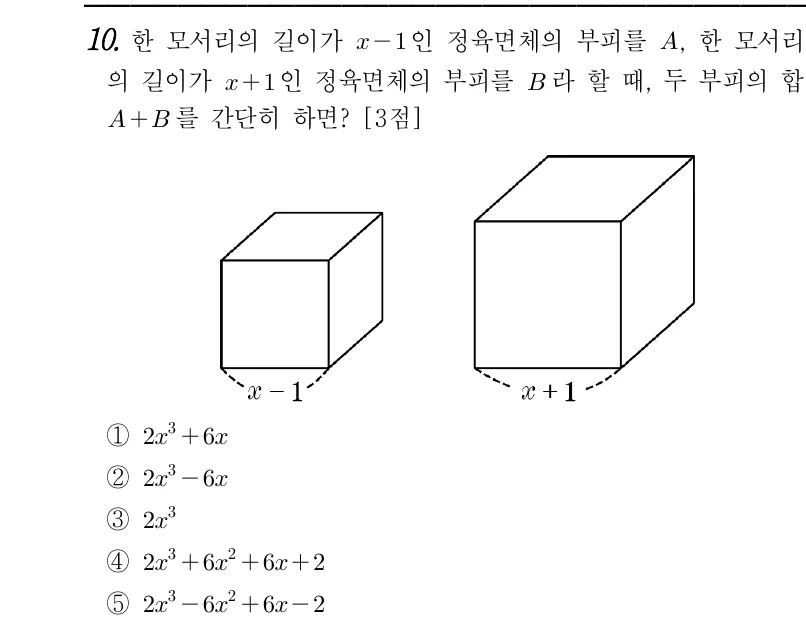 10. 한 모서리의 길이가 x-1인 정육면체의 부피를 A, 한 모서리
의 길이가 x+1인 정육면체의 부피를 B라 할 때, 두 부피의 합
A+B를 간단히 하면? [3점]
x-1
x+1
① 2x³+6x
② 2x³-6x
③ 2x³
④ 2x³+6x²+6x+2
⑤ 2x³-6x²+6x-2